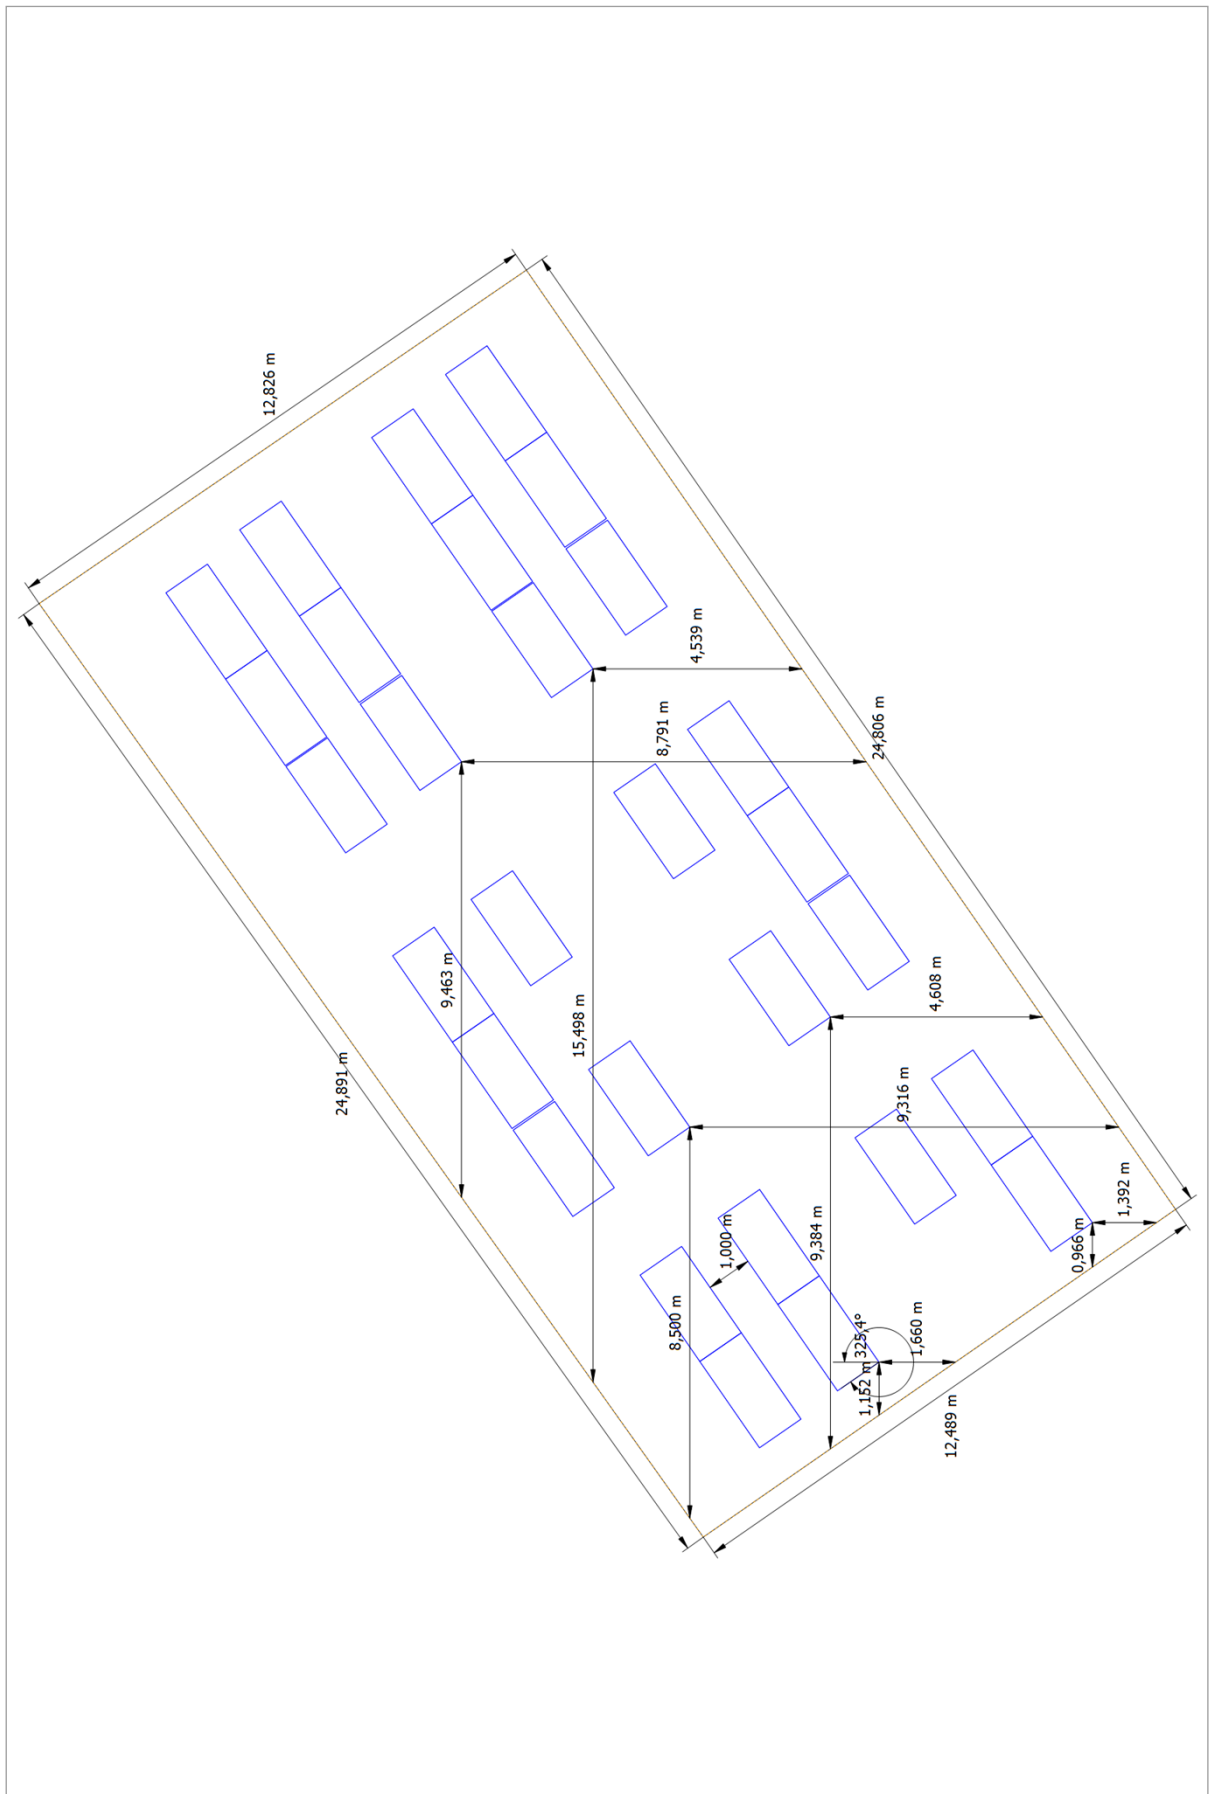 12,826 m
4,539 m
8,791 m
24,806 m
9,463 m
15,498 m
4,608 m
24,891 m
9,316 m
1,392 m
0,966 m
1,000 m
9,384 m
8,500 m
325,4°
1,660 m
1,152 m
12,489 m